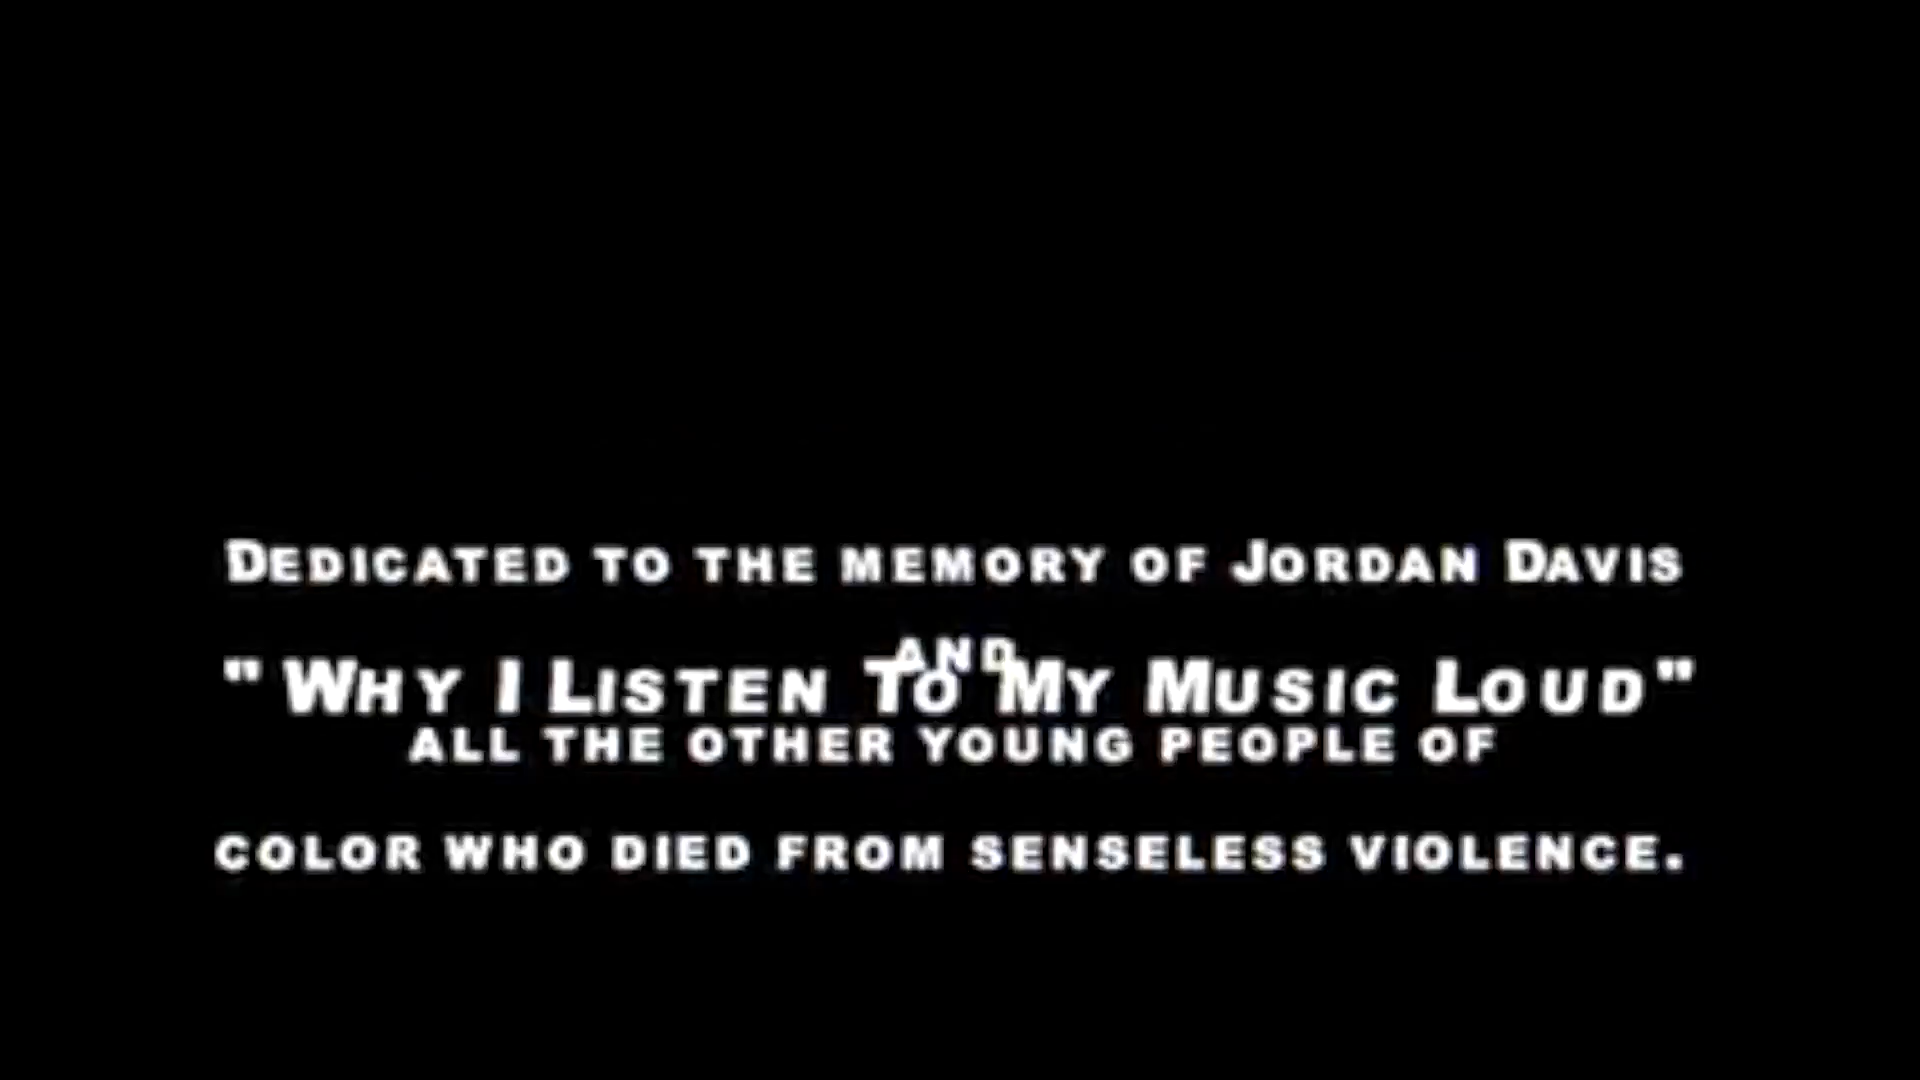 Dedicated to the memory of Jordan Davis
and
" Why I Listen To My Music Loud"
all the other young people of
color who died from senseless violence.